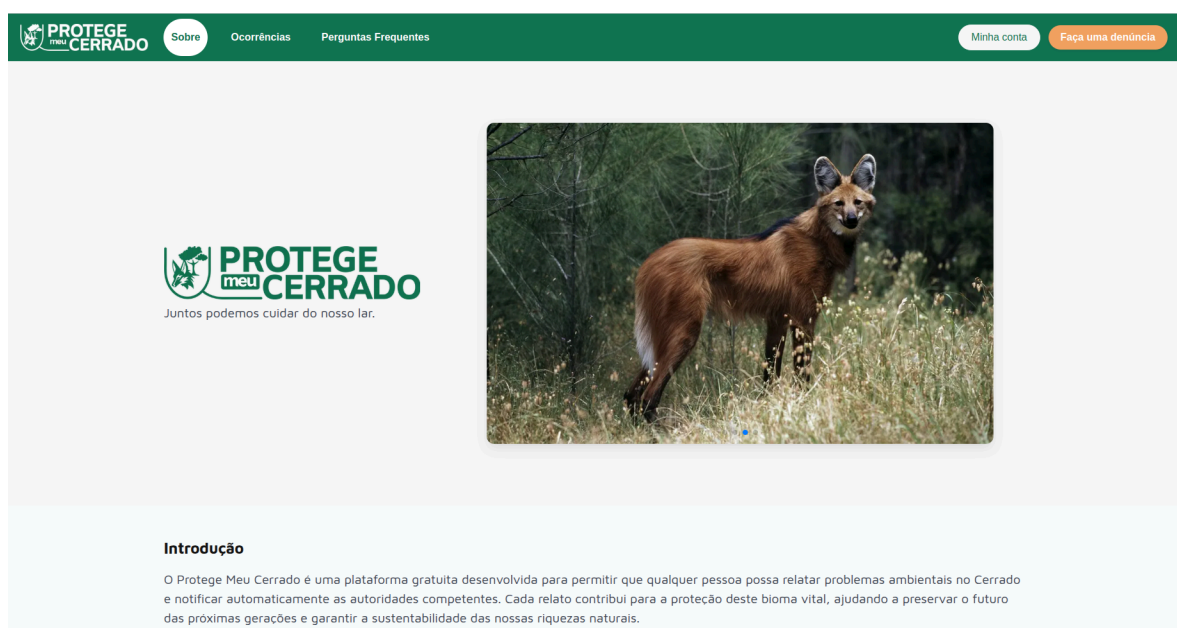 PROTEGE
meu CERRADO
Sobre
Ocorrências
Perguntas Frequentes
Minha conta
Faça uma denúncia
PROTEGE
meu CERRADO
Juntos podemos cuidar do nosso lar.
Introdução
O Protege Meu Cerrado é uma plataforma gratuita desenvolvida para permitir que qualquer pessoa possa relatar problemas ambientais no Cerrado
e notificar automaticamente as autoridades competentes. Cada relato contribui para a proteção deste bioma vital, ajudando a preservar o futuro
das próximas gerações e garantir a sustentabilidade das nossas riquezas naturais.